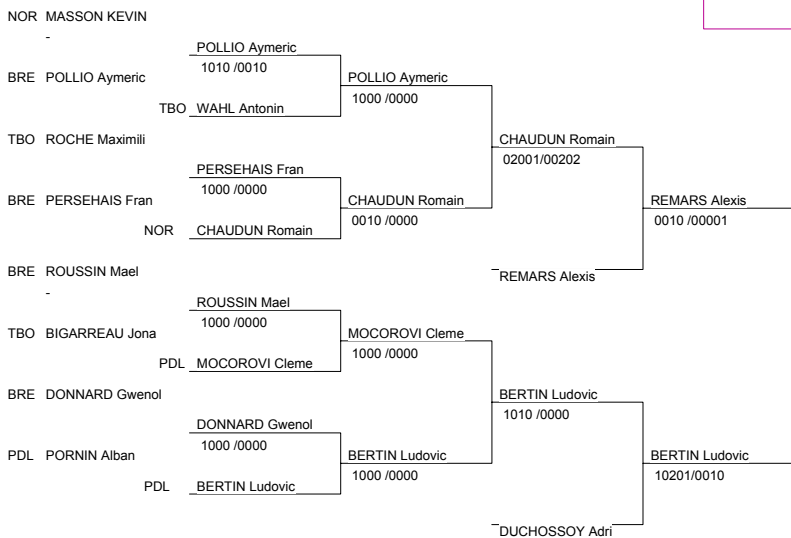 NOR MASSON KEVIN
-
POLLIO Aymeric
1010 /0010
BRE POLLIO Aymeric
POLLIO Aymeric
1000 /0000
TBO WAHL Antonin
TBO ROCHE Maximili
CHAUDUN Romain
02001/00202
PERSEHAIS Fran
1000 /0000
BRE PERSEHAIS Fran
CHAUDUN Romain
0010 /0000
REMARS Alexis
0010 /00001
NOR CHAUDUN Romain
BRE ROUSSIN Mael
-
REMARS Alexis
ROUSSIN Mael
1000 /0000
TBO BIGARREAU Jona
MOCOROVI Cleme
1000 /0000
PDL MOCOROVI Cleme
BRE DONNARD Gwenol
BERTIN Ludovic
1010 /0000
DONNARD Gwenol
1000 /0000
PDL PORNIN Alban
BERTIN Ludovic
1000 /0000
BERTIN Ludovic
10201/0010
PDL BERTIN Ludovic
DUCHOSSOY Adri